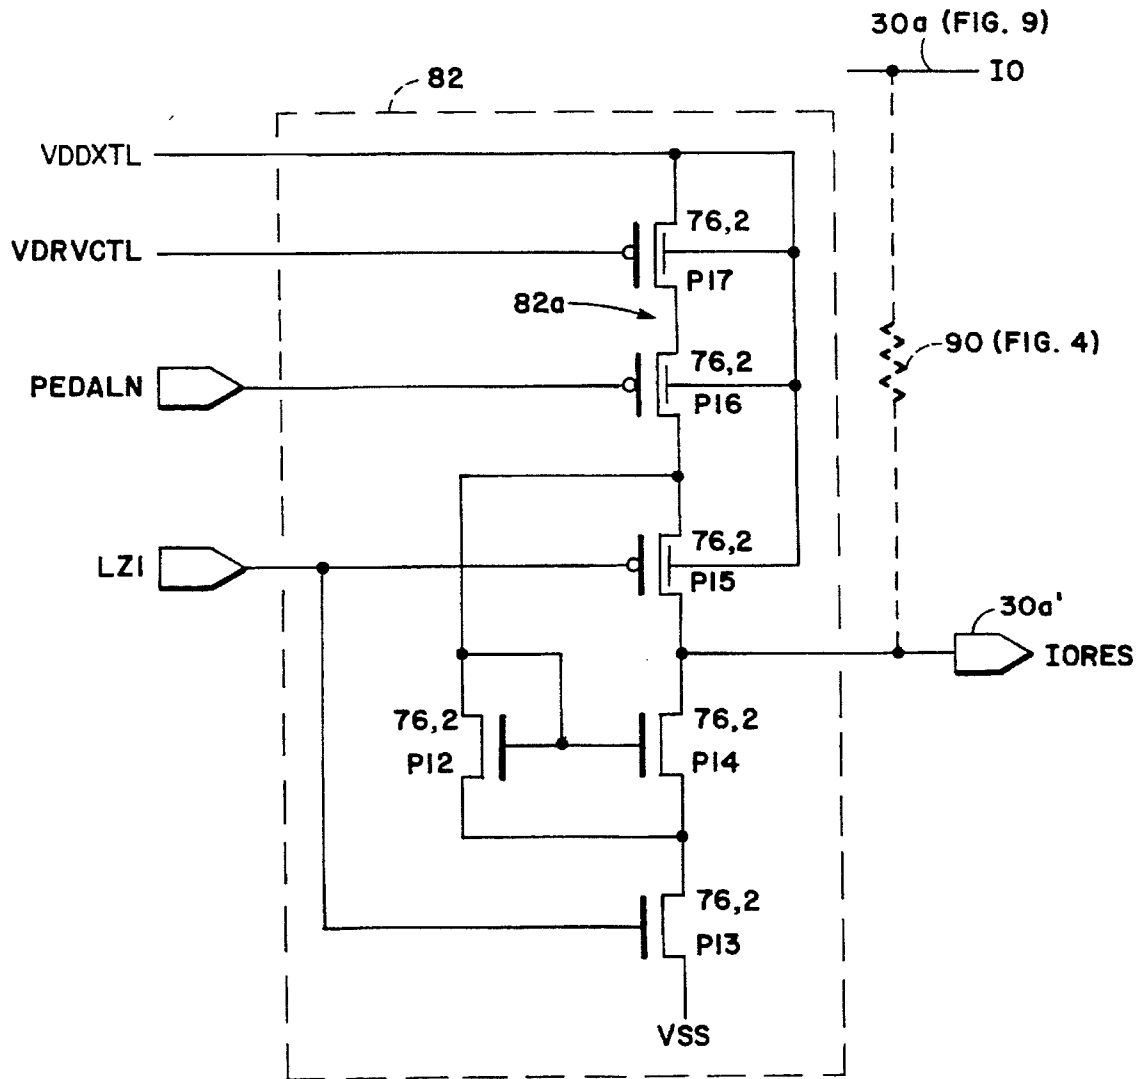 30a (FIG. 9)
IO
82
VDDXTL
76,2
VDRVCTL
P17
82a
76,2
90 (FIG. 4)
PEDALN
P16
76,2
LZI
P15
30a'
IORES
76,2
76,2
P12
P14
76,2
P13
VSS